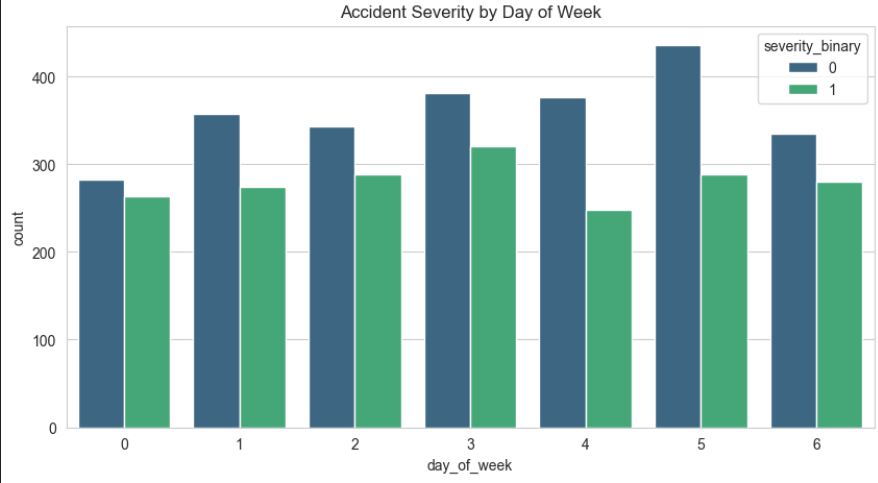 Accident Severity by Day of Week
severity_binary
0
1
400
300
200
100
0
count
0 1 2 3 4 5 6
day_of_week